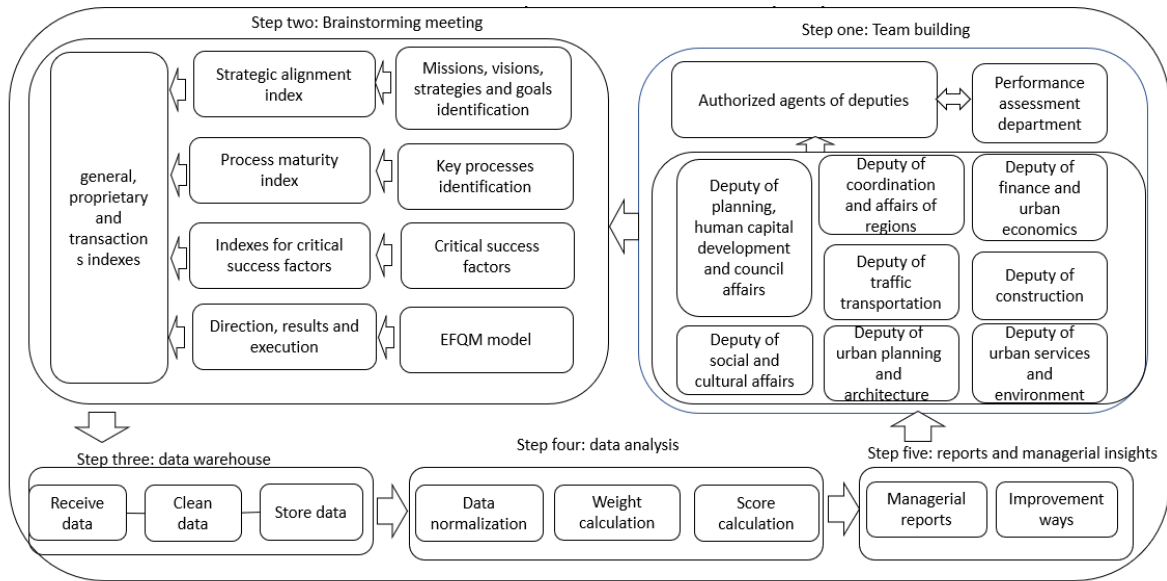 Step two: Brainstorming meeting
general,
proprietary
and
transaction
s indexes
Strategic alignment
index
Missions, visions,
strategies and goals
identification
Process maturity
index
Key processes
identification
Indexes for critical
success factors
Critical success
factors
Direction, results and
execution
EFQM model
Step one: Team building
Authorized agents of deputies
Performance
assessment
department
Deputy of
planning,
human capital
development
and council
affairs
Deputy of
coordination
and affairs of
regions
Deputy of
finance and
urban
economics
Deputy of
traffic
transportation
Deputy of
construction
Deputy of
social and
cultural affairs
Deputy of
urban planning
and
architecture
Deputy of
urban services
and
environment
Step three: data warehouse
Receive
data
Clean
data
Store data
Step four: data analysis
Data
normalization
Weight
calculation
Score
calculation
Step five: reports and managerial insights
Managerial
reports
Improvement
ways